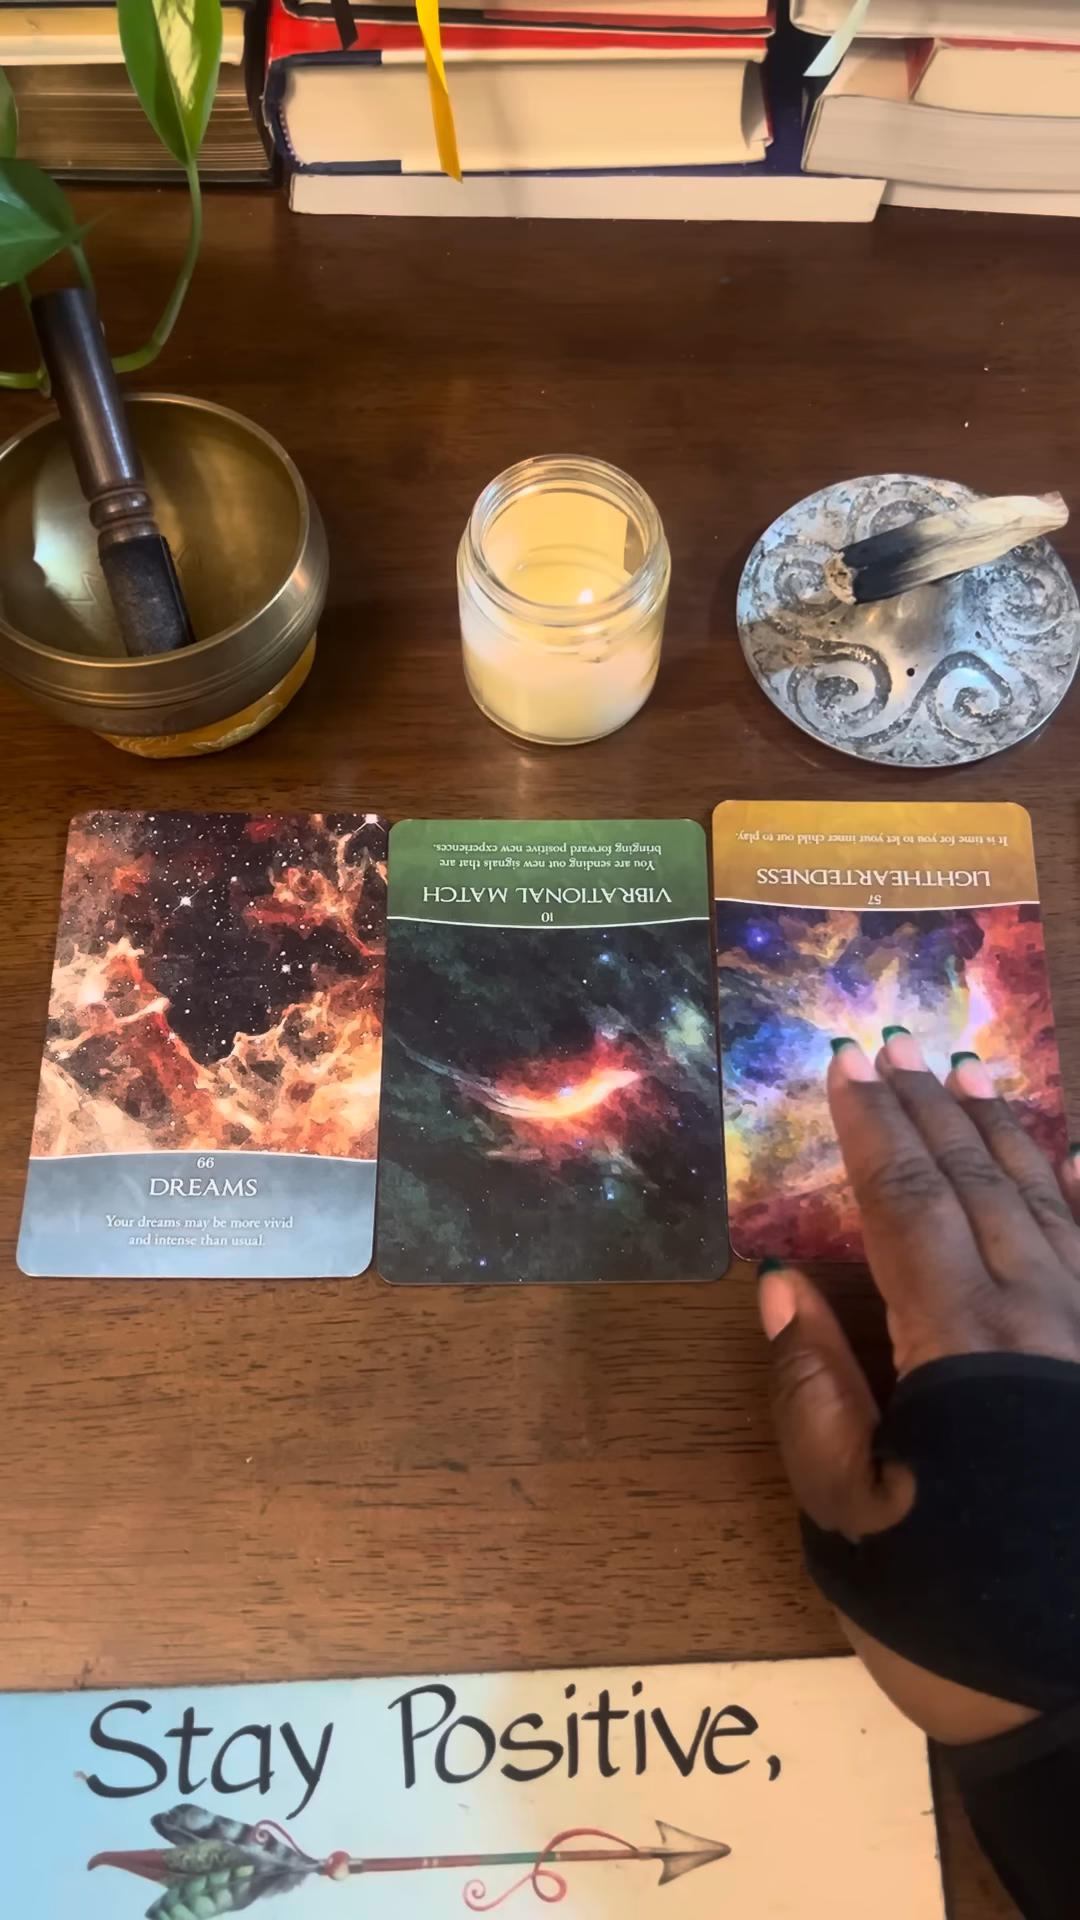 66
DREAMS
Your dreams may be more vivid
and intense than usual.
10
VIBRATIONAL MATCH
You are sending out new signals that are
bringing forward positive new experiences.
57
LIGHTHEARTEDNESS
It is time for you to let your inner child out to play.
Stay Positive,